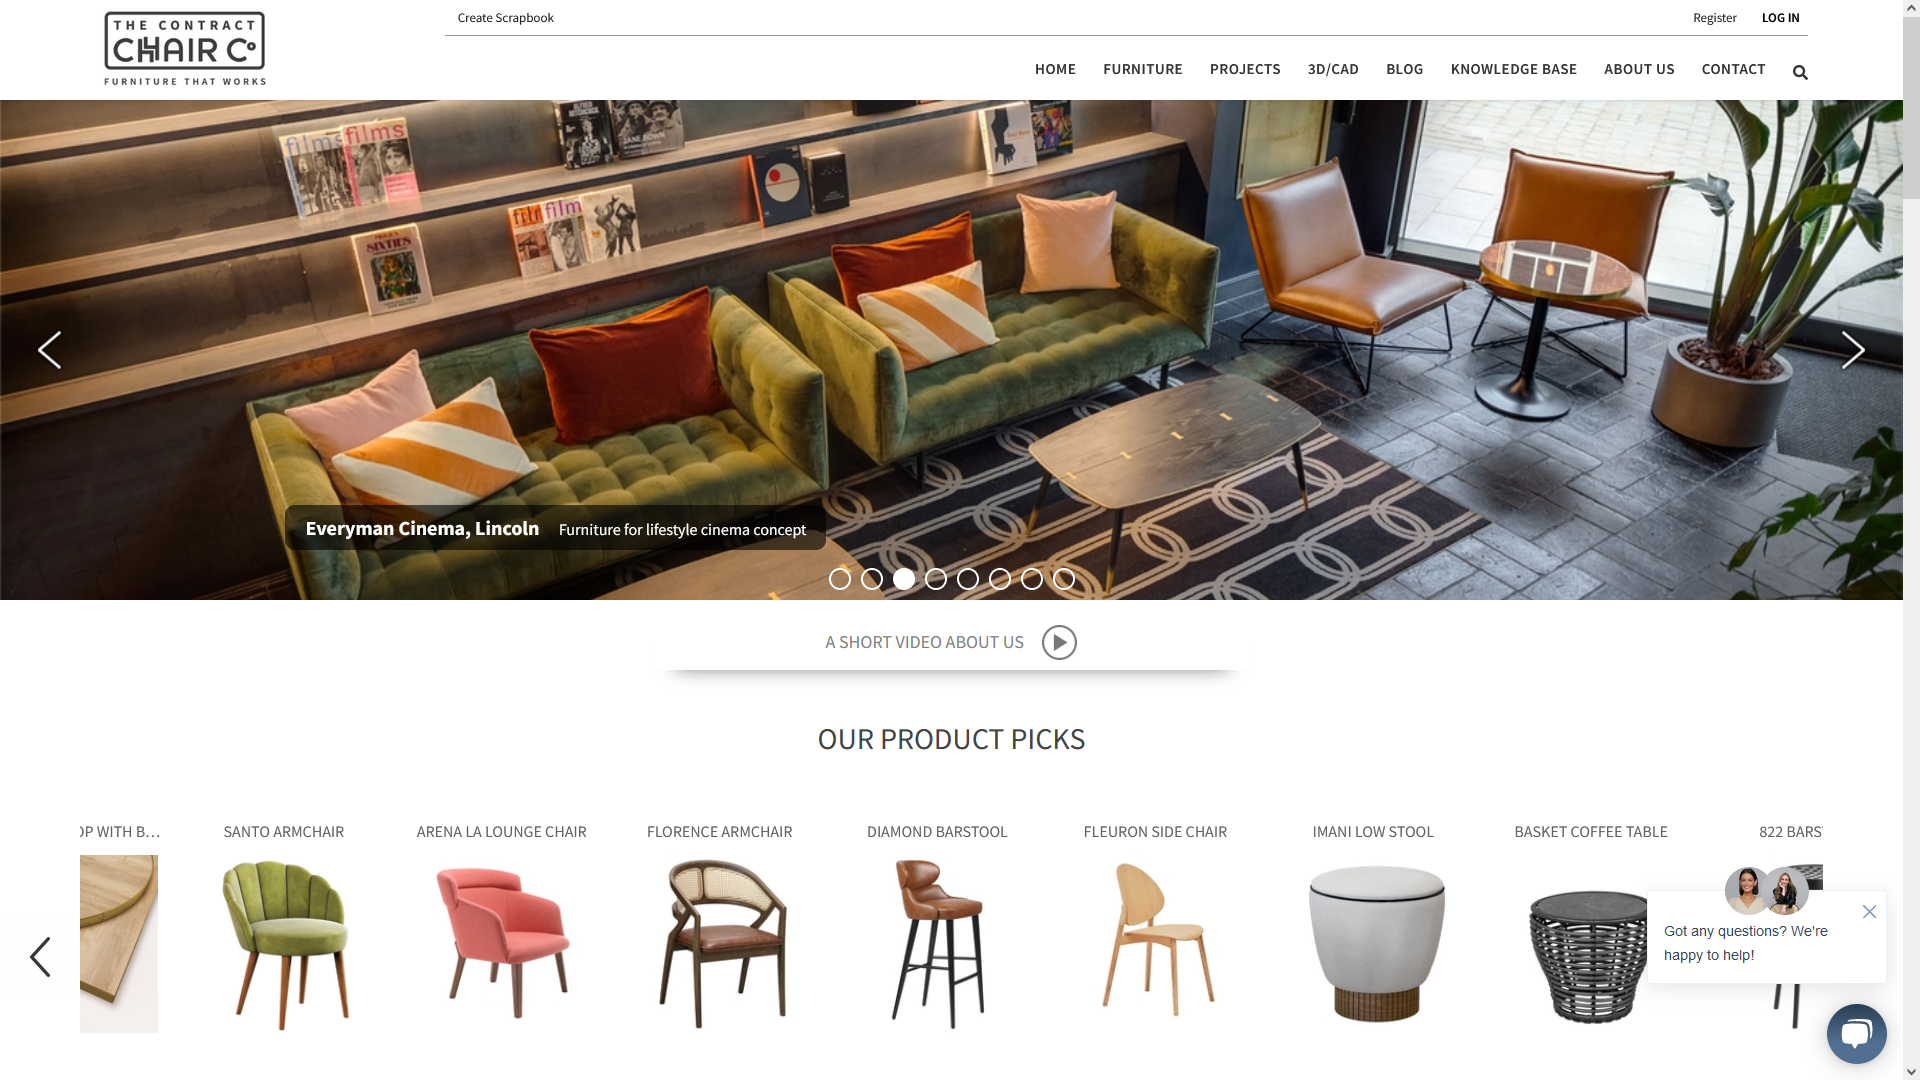 THE CONTRACT
CHAIR Co
FURNITURE THAT WORKS
Create Scrapbook
Register
LOG IN
HOME
FURNITURE
PROJECTS
3D/CAD
BLOG
KNOWLEDGE BASE
ABOUT US
CONTACT
films
films
film
SIXTIES
Everyman Cinema, Lincoln
Furniture for lifestyle cinema concept
A SHORT VIDEO ABOUT US
OUR PRODUCT PICKS
OP WITH B...
SANTO ARMCHAIR
ARENA LA LOUNGE CHAIR
FLORENCE ARMCHAIR
DIAMOND BARSTOOL
FLEURON SIDE CHAIR
IMANI LOW STOOL
BASKET COFFEE TABLE
822 BARS
Got any questions? We're
happy to help!